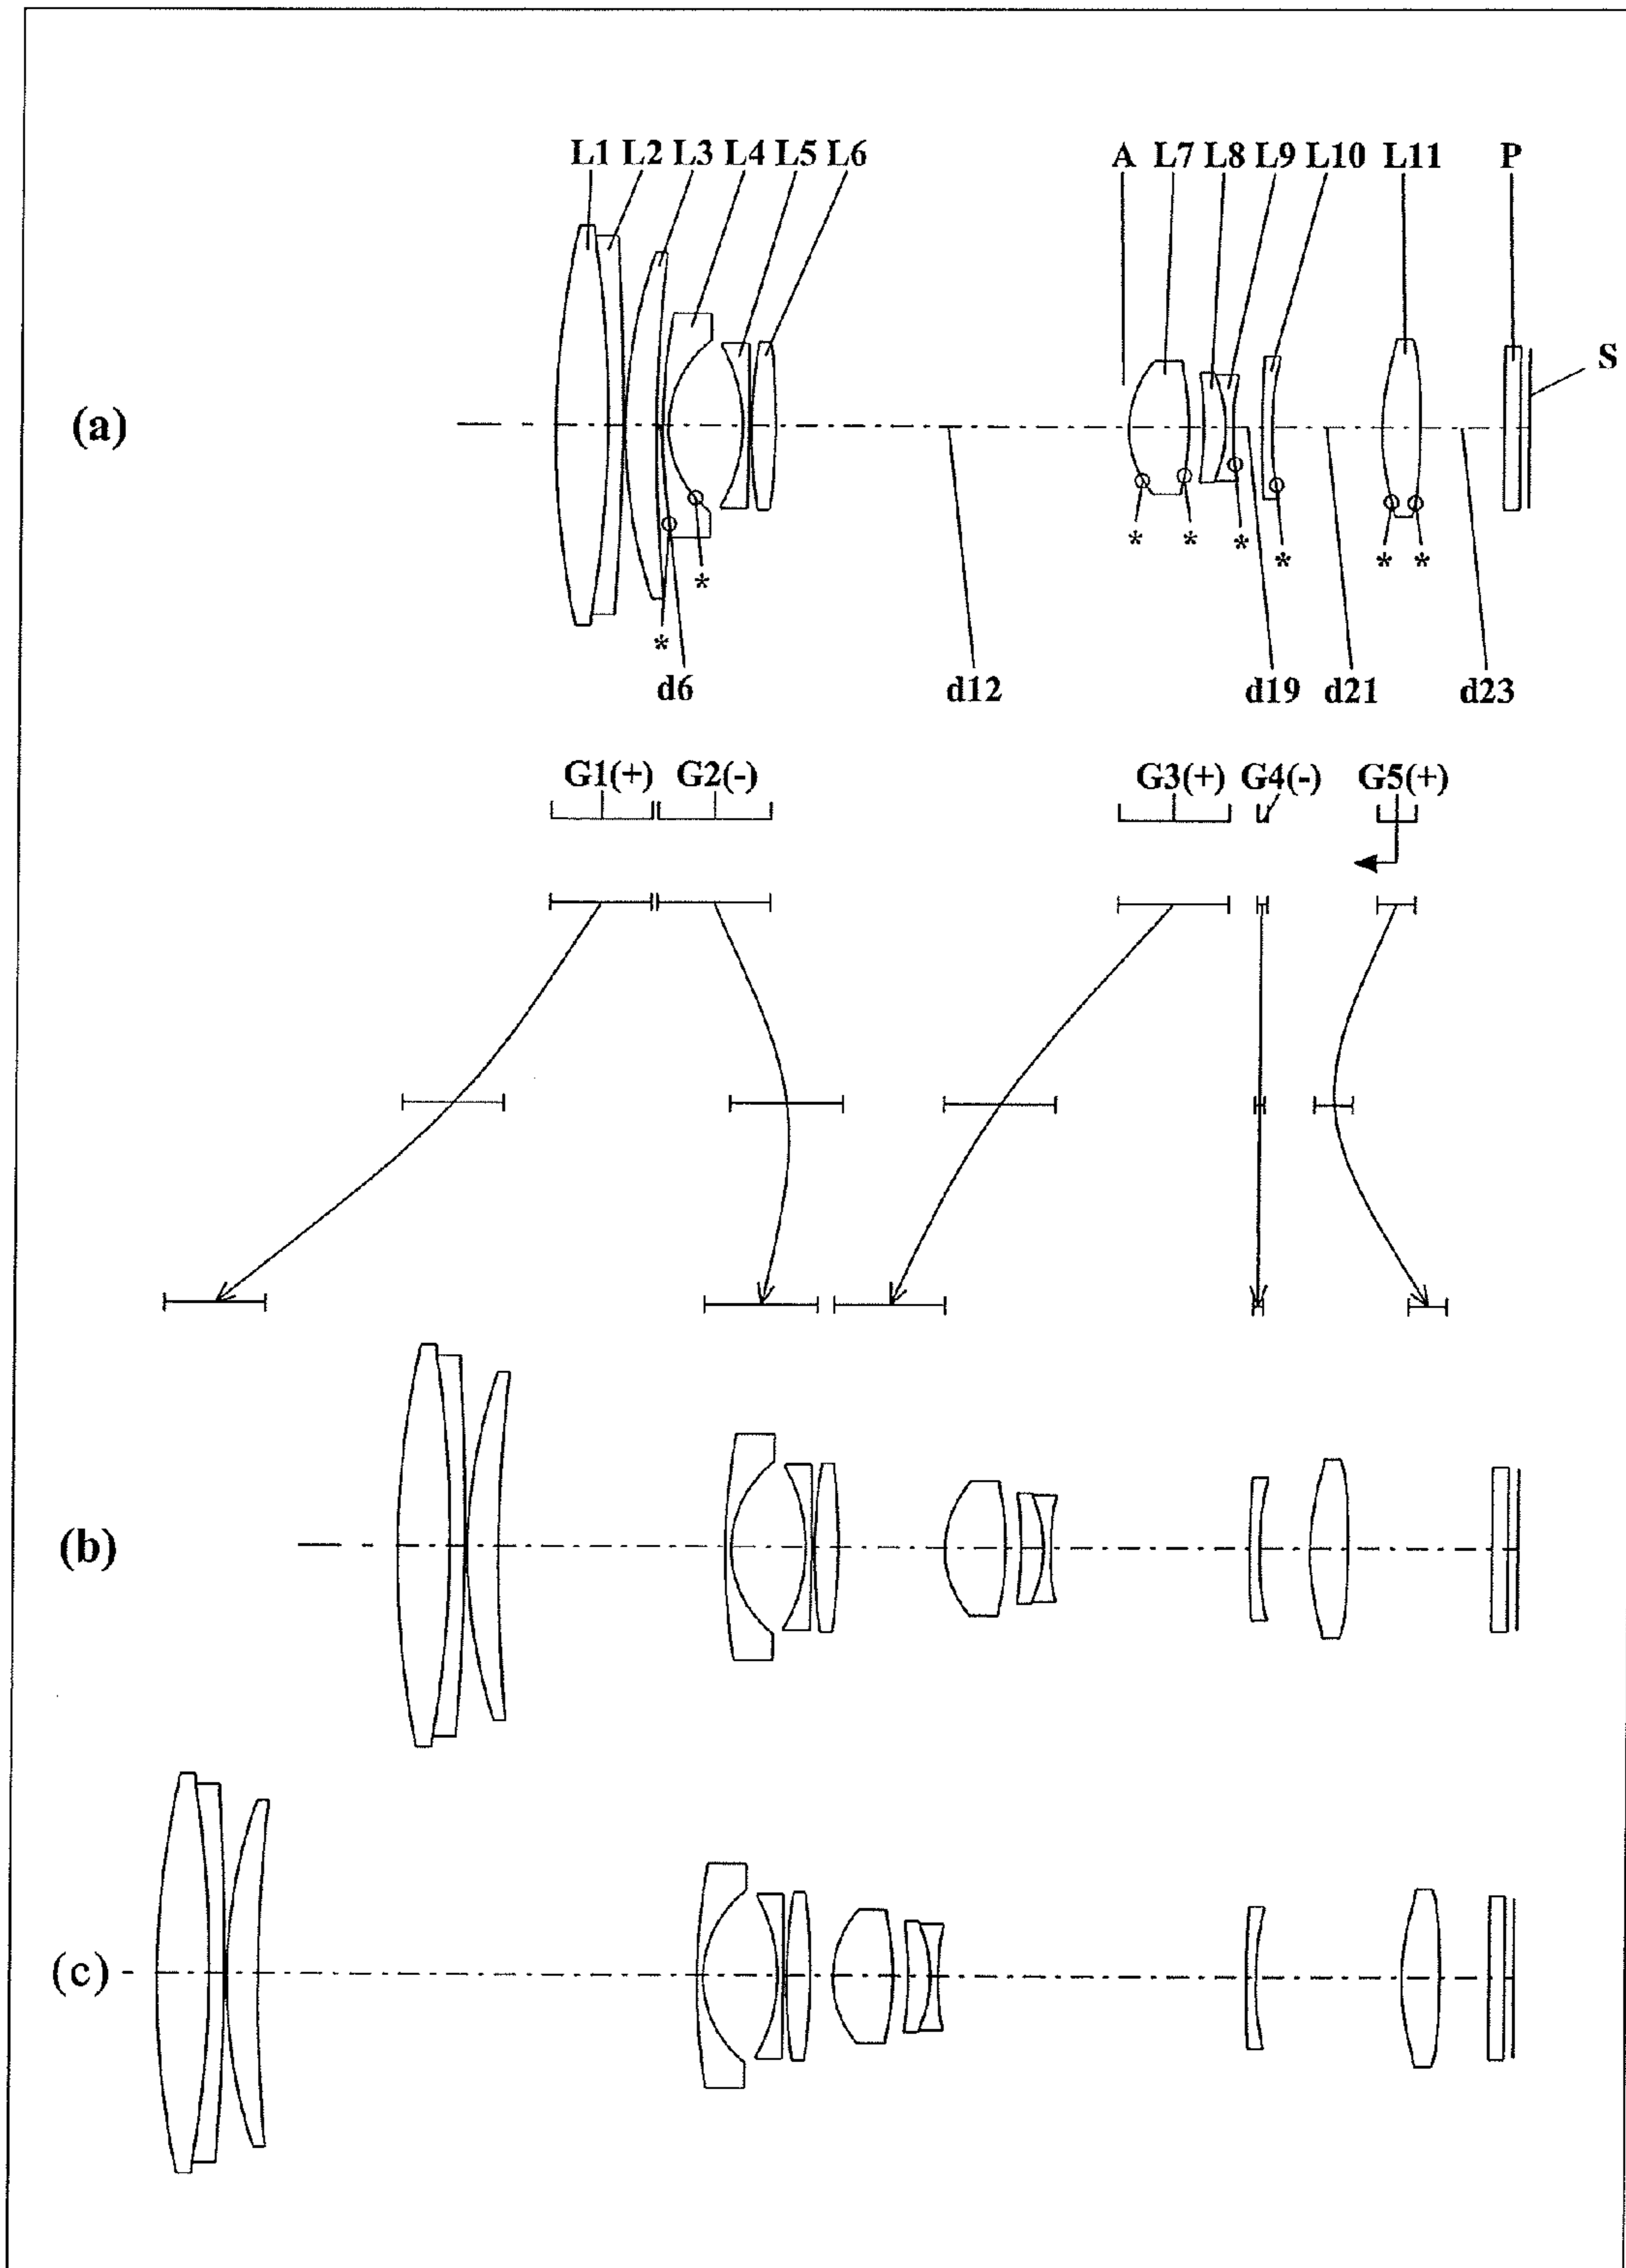 L1 L2 L3 L4 L5 L6 A L7 L8 L9 L10 L11 P
S
(a)
* * * * * *
*
*
d6 d12 d19 d21 d23
G1(+) G2(-) G3(+) G4(-) G5(+)
(b)
(c)